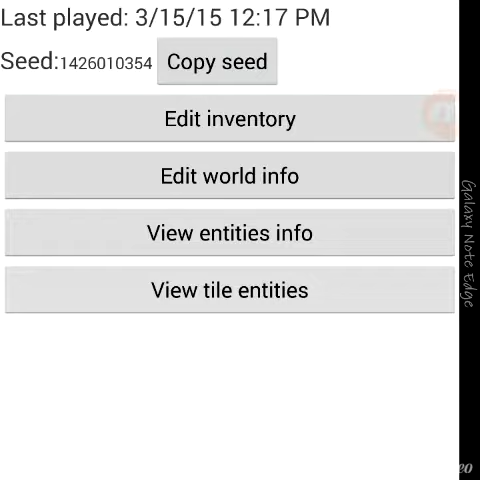 Last played: 3/15/15 12:17 PM
Seed:1426010354 Copy seed
Edit inventory
Edit world info
View entities info
View tile entities
Galaxy Note Edge
eo